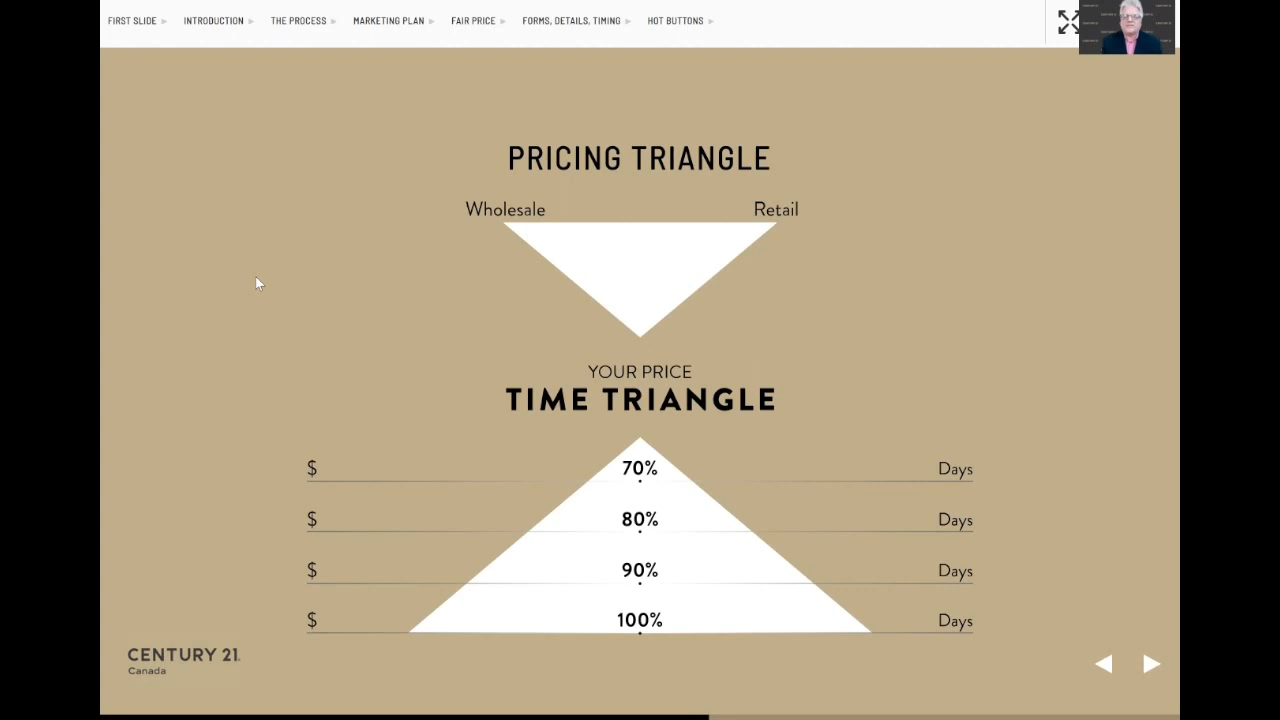 FIRST SLIDE
INTRODUCTION
THE PROCESS
MARKETING PLAN
FAIR PRICE
FORMS, DETAILS, TIMING
HOT BUTTONS
PRICING TRIANGLE
Wholesale
Retail
YOUR PRICE
TIME TRIANGLE
$ 70% Days
$ 80% Days
$ 90% Days
$ 100% Days
CENTURY 21.
Canada